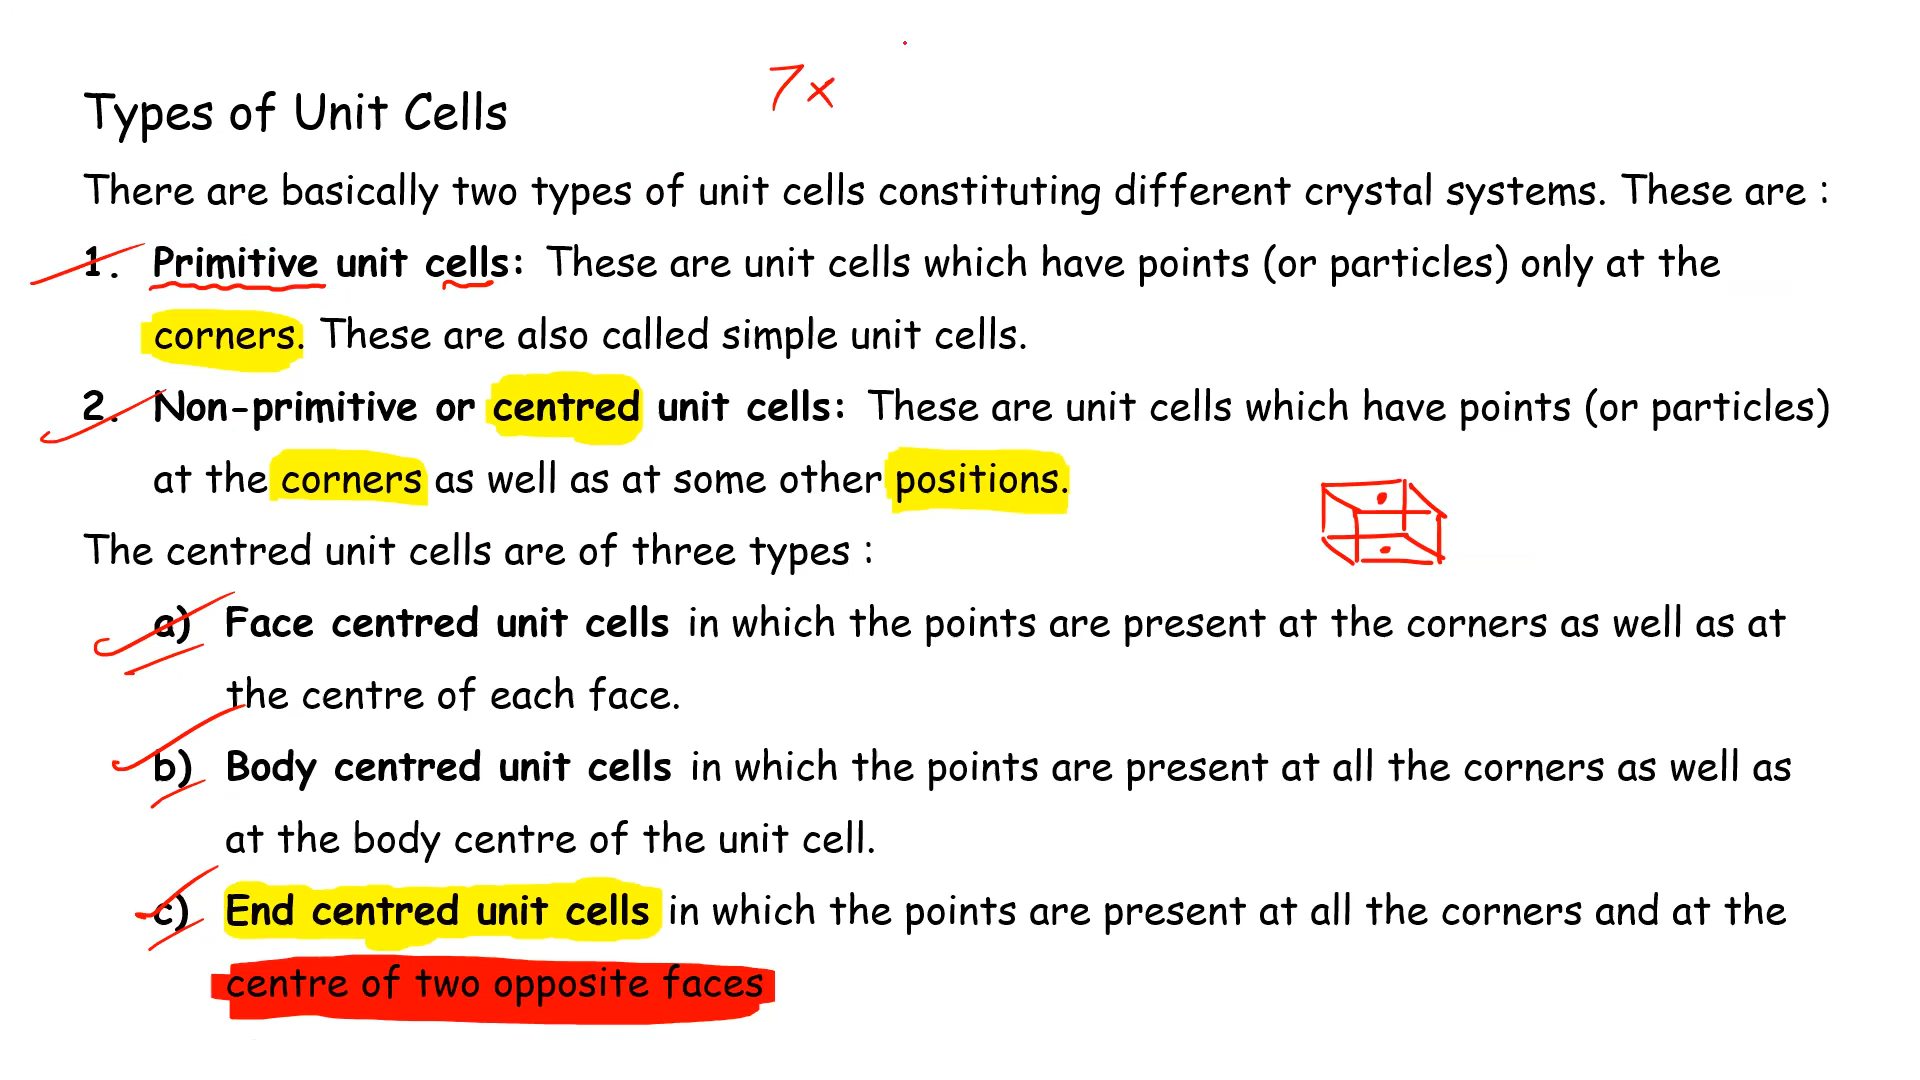 7x
Types of Unit Cells
There are basically two types of unit cells constituting different crystal systems. These are :
1. Primitive unit cells: These are unit cells which have points (or particles) only at the
corners. These are also called simple unit cells.
2. Non-primitive or centred unit cells: These are unit cells which have points (or particles)
at the corners as well as at some other positions.
The centred unit cells are of three types :
a) Face centred unit cells in which the points are present at the corners as well as at
the centre of each face.
b) Body centred unit cells in which the points are present at all the corners as well as
at the body centre of the unit cell.
c) End centred unit cells in which the points are present at all the corners and at the
centre of two opposite faces